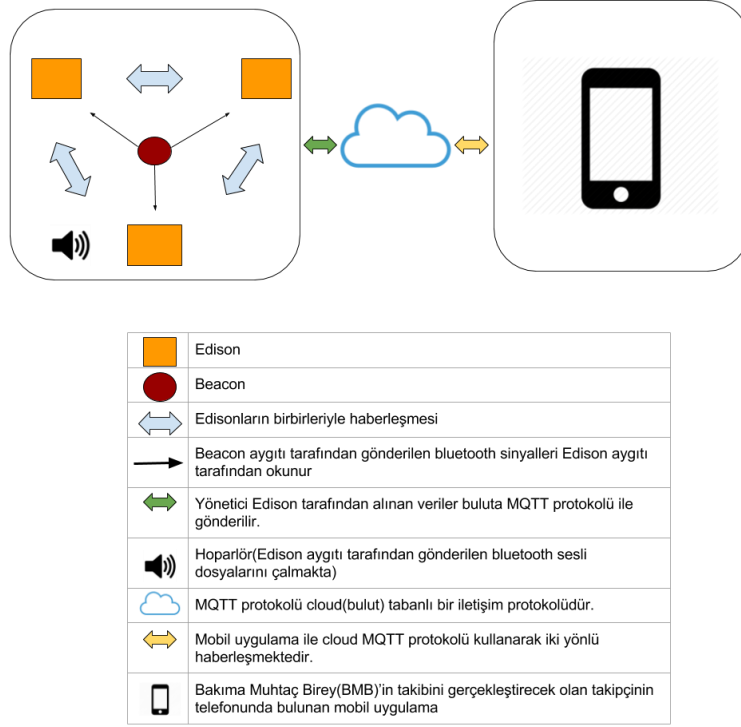 Edison
Beacon
Edisonların birbirleriyle haberleşmesi
Beacon aygıtı tarafından gönderilen bluetooth sinyalleri Edison aygıtı
tarafından okunur
Yönetici Edison tarafından alınan veriler buluta MQTT protokolü ile
gönderilir.
Hoparlör(Edison aygıtı tarafından gönderilen bluetooth sesli
dosyalarını çalmakta)
MQTT protokolü cloud(bulut) tabanlı bir iletişim protokolüdür.
Mobil uygulama ile cloud MQTT protokolü kullanarak iki yönlü
haberleşmektedir.
Bakıma Muhtaç Birey(BMB)’in takibini gerçekleştirecek olan takipçinin
telefonunda bulunan mobil uygulama